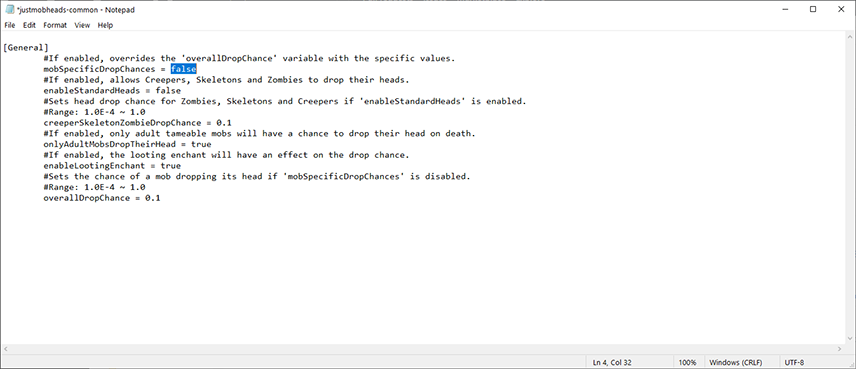 *justmobheads-common - Notepad
File Edit Format View Help
[General]
#If enabled, overrides the 'overallDropChance' variable with the specific values.
mobSpecificDropChances = false
#If enabled, allows Creepers, Skeletons and Zombies to drop their heads.
enableStandardHeads = false
#Sets head drop chance for Zombies, Skeletons and Creepers if 'enableStandardHeads' is enabled.
#Range: 1.0E-4 ~ 1.0
creeperSkeletonZombieDropChance = 0.1
#If enabled, only adult tameable mobs will have a chance to drop their head on death.
onlyAdultMobsDropTheirHead = true
#If enabled, the looting enchant will have an effect on the drop chance.
enableLootingEnchant = true
#Sets the chance of a mob dropping its head if 'mobSpecificDropChances' is disabled.
#Range: 1.0E-4 ~ 1.0
overallDropChance = 0.1
Ln 4, Col 32 100% Windows (CRLF) UTF-8